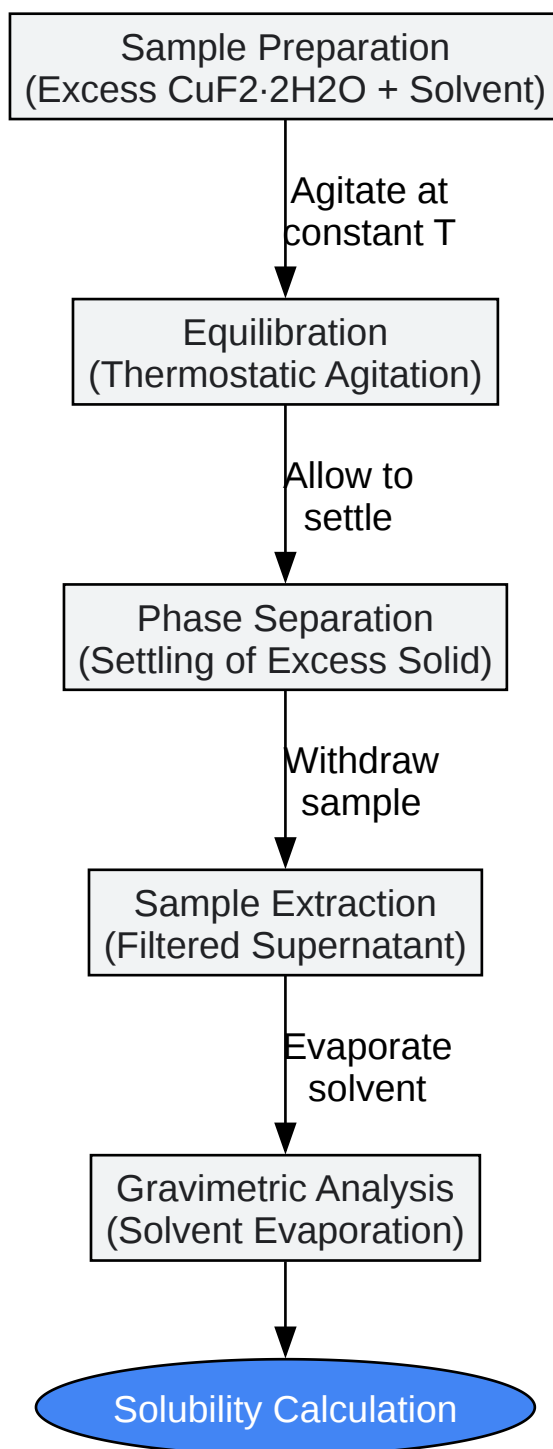 Sample Preparation
(Excess CuF2·2H2O + Solvent)
Agitate at
constant T
Equilibration
(Thermostatic Agitation)
Allow to
settle
Phase Separation
(Settling of Excess Solid)
Withdraw
sample
Sample Extraction
(Filtered Supernatant)
Evaporate
solvent
Gravimetric Analysis
(Solvent Evaporation)
Solubility Calculation